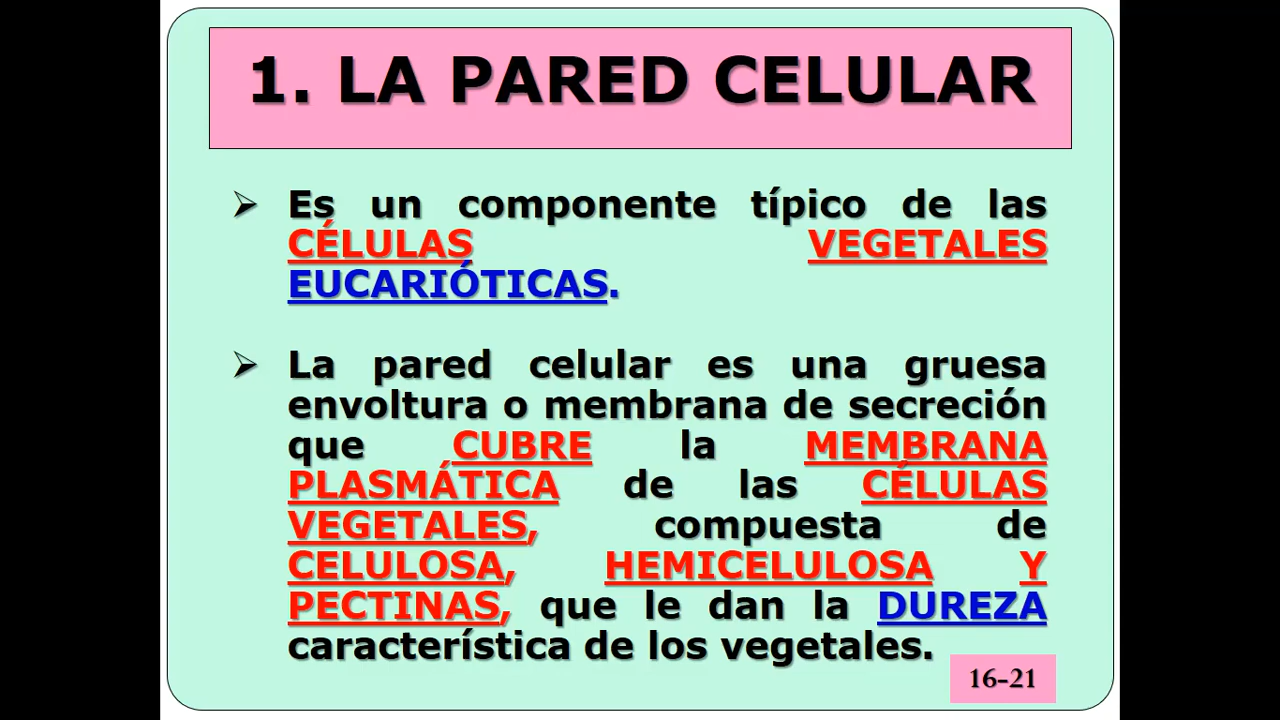 1. LA PARED CELULAR
Es un componente típico de las
CÉLULAS VEGETALES
EUCARIÓTICAS.
La pared celular es una gruesa
envoltura o membrana de secreción
que CUBRE la MEMBRANA
PLASMÁTICA de las CÉLULAS
VEGETALES, compuesta de
CELULOSA, HEMICELULOSA Y
PECTINAS, que le dan la DUREZA
característica de los vegetales.
16-21